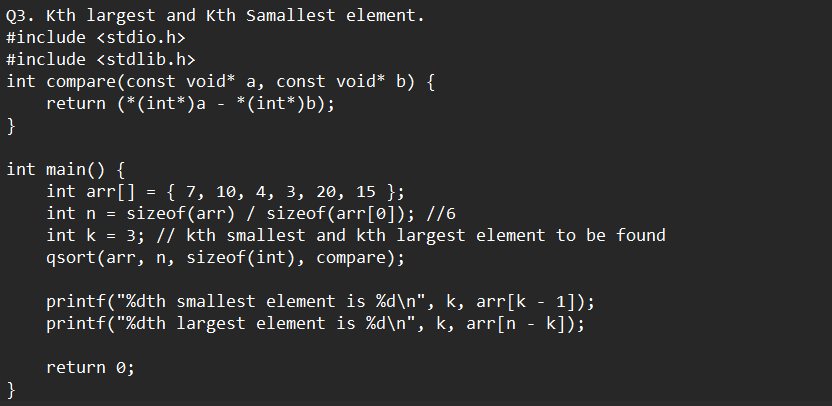 Q3. Kth largest and Kth Samallest element.
#include <stdio.h>
#include <stdlib.h>
int compare(const void* a, const void* b) {
    return (*(int*)a - *(int*)b);
}

int main() {
    int arr[] = { 7, 10, 4, 3, 20, 15 };
    int n = sizeof(arr) / sizeof(arr[0]); //6
    int k = 3; // kth smallest and kth largest element to be found
    qsort(arr, n, sizeof(int), compare);

    printf("%dth smallest element is %d\n", k, arr[k - 1]);
    printf("%dth largest element is %d\n", k, arr[n - k]);

    return 0;
}